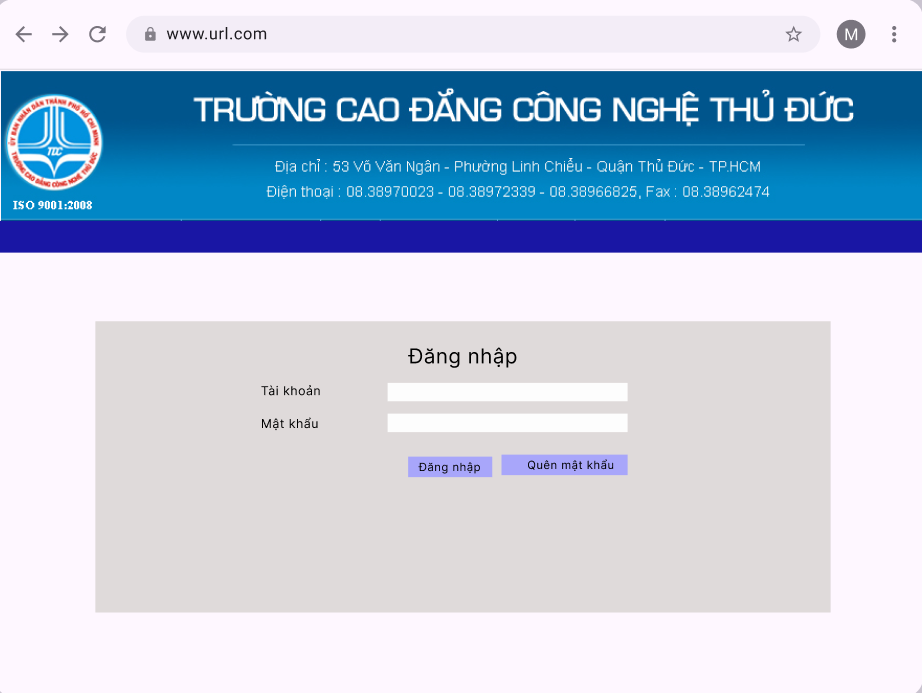 www.url.com
M
TRƯỜNG CAO ĐẲNG CÔNG NGHỆ THỦ ĐỨC
Địa chỉ : 53 Võ Văn Ngân - Phường Linh Chiểu - Quận Thủ Đức - TP.HCM
Điện thoại : 08.38970023 - 08.38972339 - 08.38966825, Fax : 08.38962474
ỦY BAN NHÂN DÂN THÀNH PHỐ HỒ CHÍ MINH
TDC
TRƯỜNG CAO ĐẲNG CÔNG NGHỆ THỦ ĐỨC
ISO 9001:2008
Đăng nhập
Tài khoản
Mật khẩu
Đăng nhập Quên mật khẩu